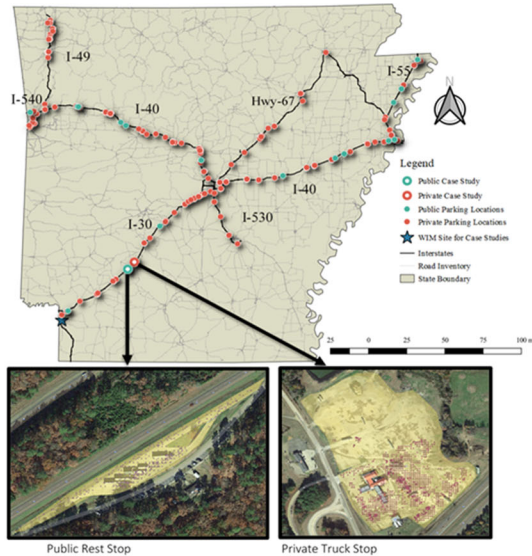 I-49
I-55
N
I-540
I-40
Hwy-67
Legend
Public Case Study
Private Case Study
I-40
Public Parking Locations
I-30
I-530
Private Parking Locations
WIM Site for Case Studies
Interstates
Road Inventory
State Boundary
25 0 25 50 75 100 m
Public Rest Stop
Private Truck Stop